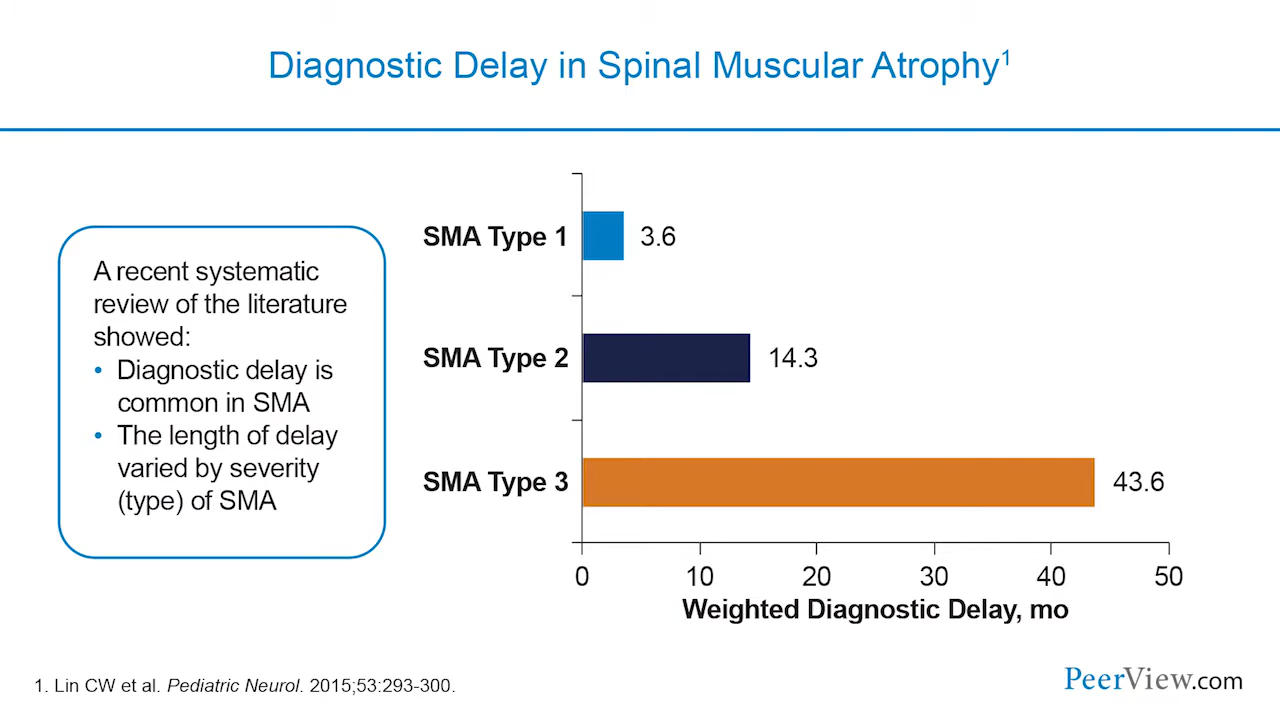 Diagnostic Delay in Spinal Muscular Atrophy¹
A recent systematic
review of the literature
showed:
• Diagnostic delay is
common in SMA
• The length of delay
varied by severity
(type) of SMA
SMA Type 1 3.6
SMA Type 2 14.3
SMA Type 3 43.6
0 10 20 30 40 50
Weighted Diagnostic Delay, mo
1. Lin CW et al. Pediatric Neurol. 2015;53:293-300.
PeerView.com